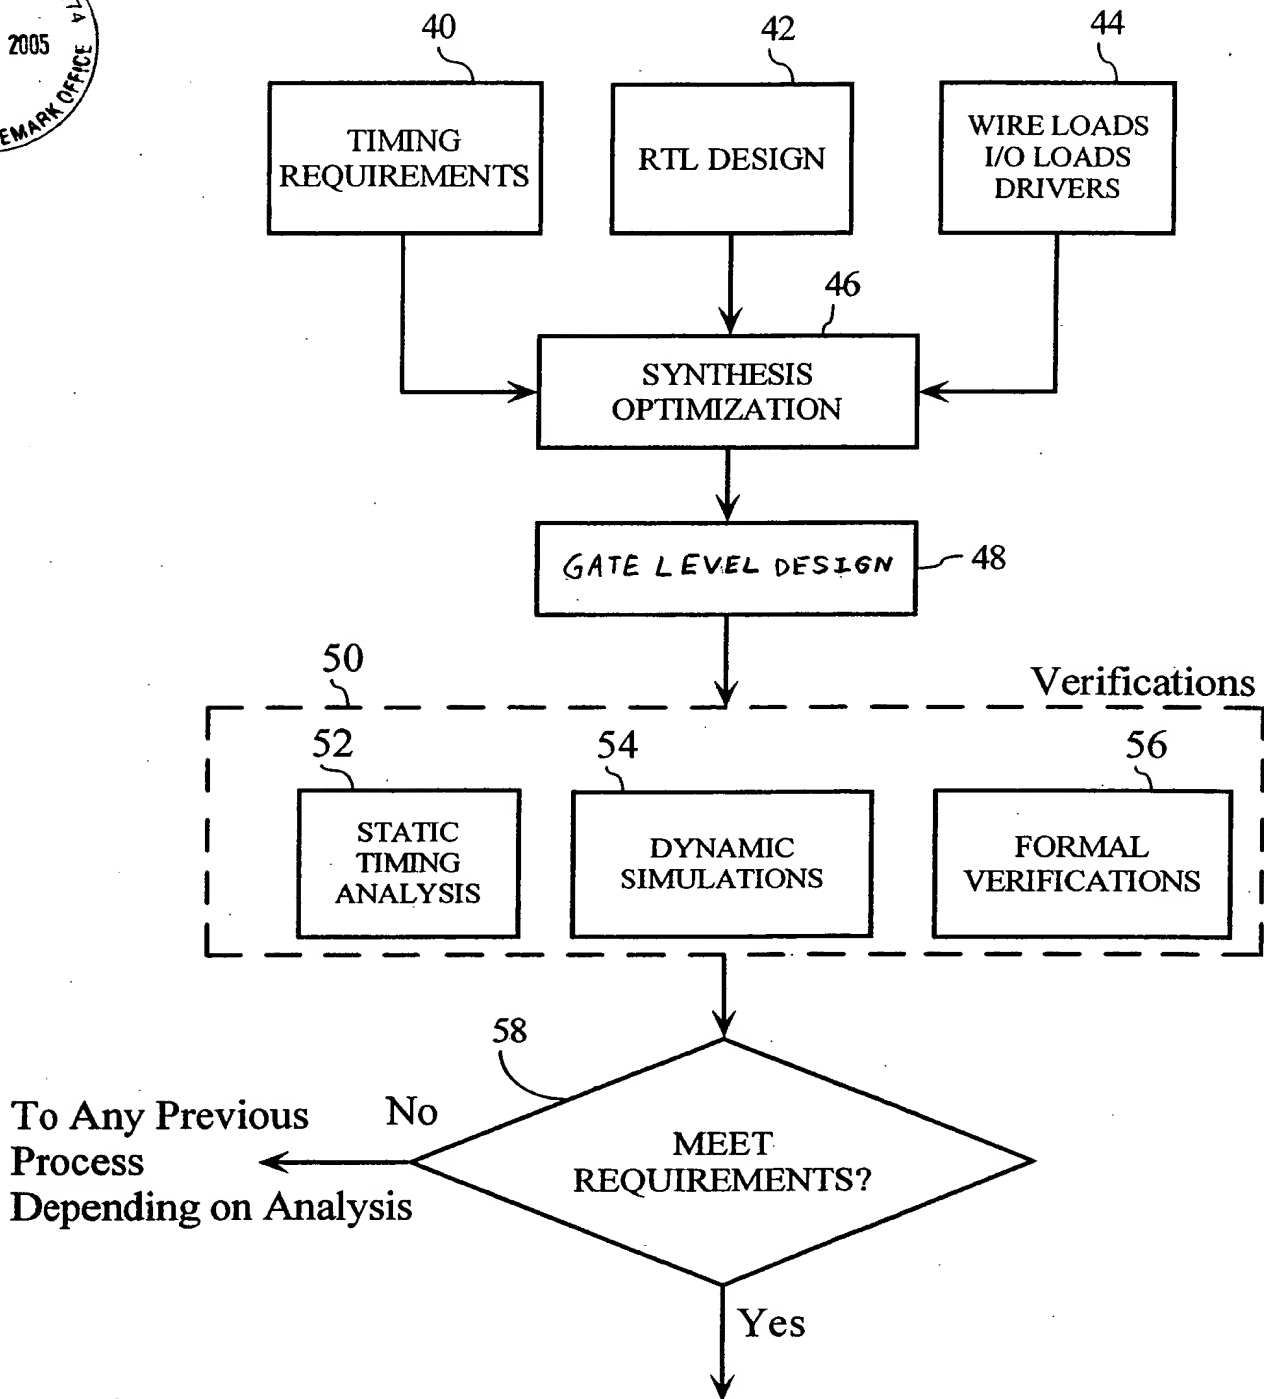 74
2005
EMARK OFFICE
40
42
44
TIMING
REQUIREMENTS
RTL DESIGN
WIRE LOADS
I/O LOADS
DRIVERS
46
SYNTHESIS
OPTIMIZATION
GATE LEVEL DESIGN
48
50
Verifications
52
54
56
STATIC
TIMING
ANALYSIS
DYNAMIC
SIMULATIONS
FORMAL
VERIFICATIONS
58
To Any Previous
Process
Depending on Analysis
No
MEET
REQUIREMENTS?
Yes